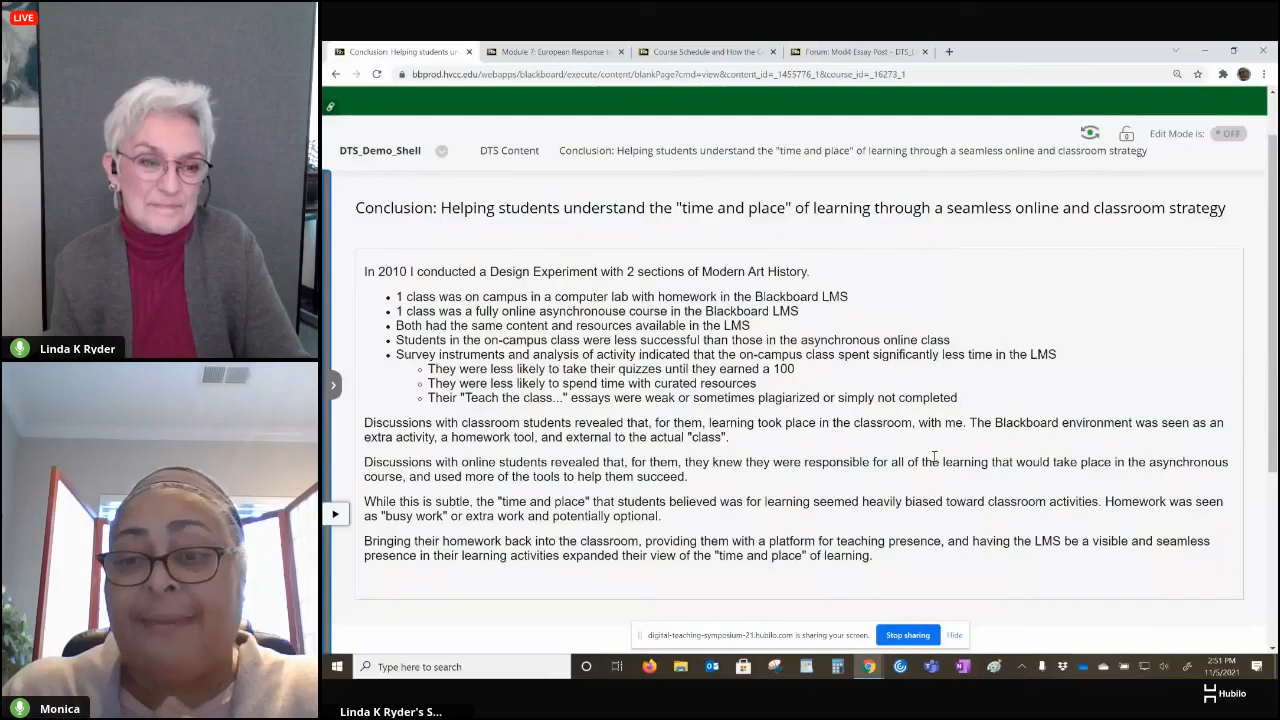 LIVE
Linda K Ryder
Monica
Conclusion: Helping students un
Module 7: European Response to
Course Schedule and How the C
Forum: Mod4 Essay Post – DTS_D
bbprod.hvcc.edu/webapps/blackboard/execute/content/blankPage?cmd=view&content_id=_1455776_1&course_id=_16273_1
Edit Mode is: OFF
DTS_Demo_Shell
DTS Content
Conclusion: Helping students understand the "time and place" of learning through a seamless online and classroom strategy
Conclusion: Helping students understand the "time and place" of learning through a seamless online and classroom strategy
In 2010 I conducted a Design Experiment with 2 sections of Modern Art History.
1 class was on campus in a computer lab with homework in the Blackboard LMS
1 class was a fully online asynchronouse course in the Blackboard LMS
Both had the same content and resources available in the LMS
Students in the on-campus class were less successful than those in the asynchronous online class
Survey instruments and analysis of activity indicated that the on-campus class spent significantly less time in the LMS
They were less likely to take their quizzes until they earned a 100
They were less likely to spend time with curated resources
Their "Teach the class..." essays were weak or sometimes plagiarized or simply not completed
Discussions with classroom students revealed that, for them, learning took place in the classroom, with me. The Blackboard environment was seen as an
extra activity, a homework tool, and external to the actual "class".
Discussions with online students revealed that, for them, they knew they were responsible for all of the learning that would take place in the asynchronous
course, and used more of the tools to help them succeed.
While this is subtle, the "time and place" that students believed was for learning seemed heavily biased toward classroom activities. Homework was seen
as "busy work" or extra work and potentially optional.
Bringing their homework back into the classroom, providing them with a platform for teaching presence, and having the LMS be a visible and seamless
presence in their learning activities expanded their view of the "time and place" of learning.
digital-teaching-symposium-21.hubilo.com is sharing your screen.
Stop sharing
Hide
Type here to search
2:51 PM
11/5/2021
Hubilo
Linda K Ryder's S...